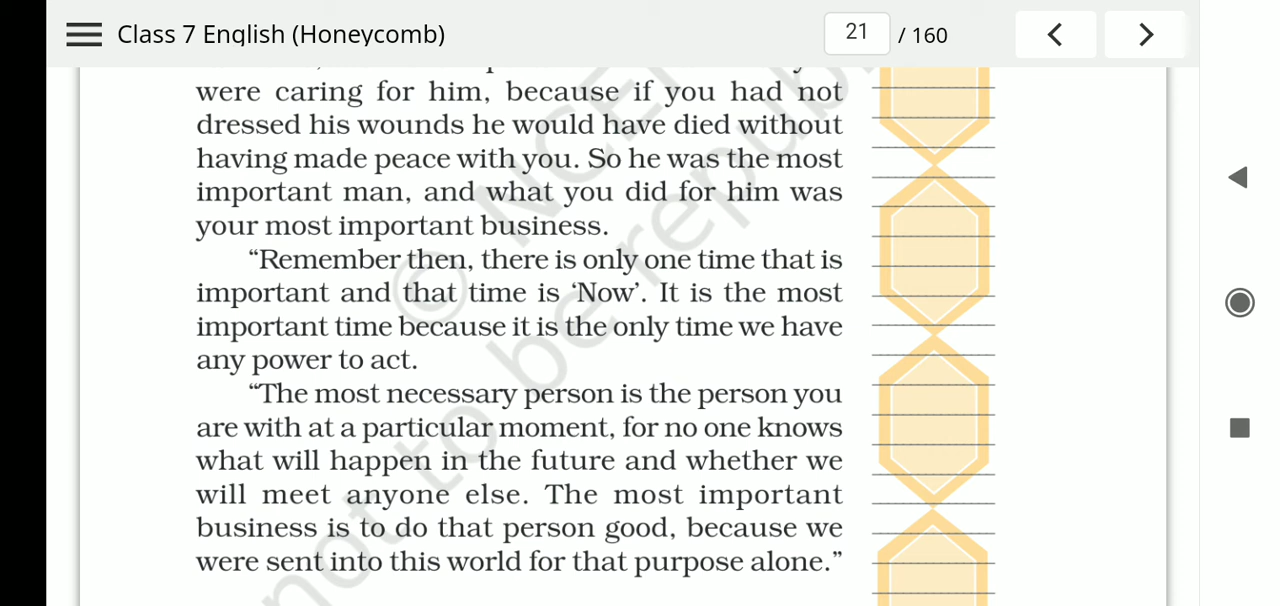 Class 7 English (Honeycomb)
21 / 160
were caring for him, because if you had not
dressed his wounds he would have died without
having made peace with you. So he was the most
important man, and what you did for him was
your most important business.
“Remember then, there is only one time that is
important and that time is ‘Now’. It is the most
important time because it is the only time we have
any power to act.
“The most necessary person is the person you
are with at a particular moment, for no one knows
what will happen in the future and whether we
will meet anyone else. The most important
business is to do that person good, because we
were sent into this world for that purpose alone.”
© NCE
not to be republ